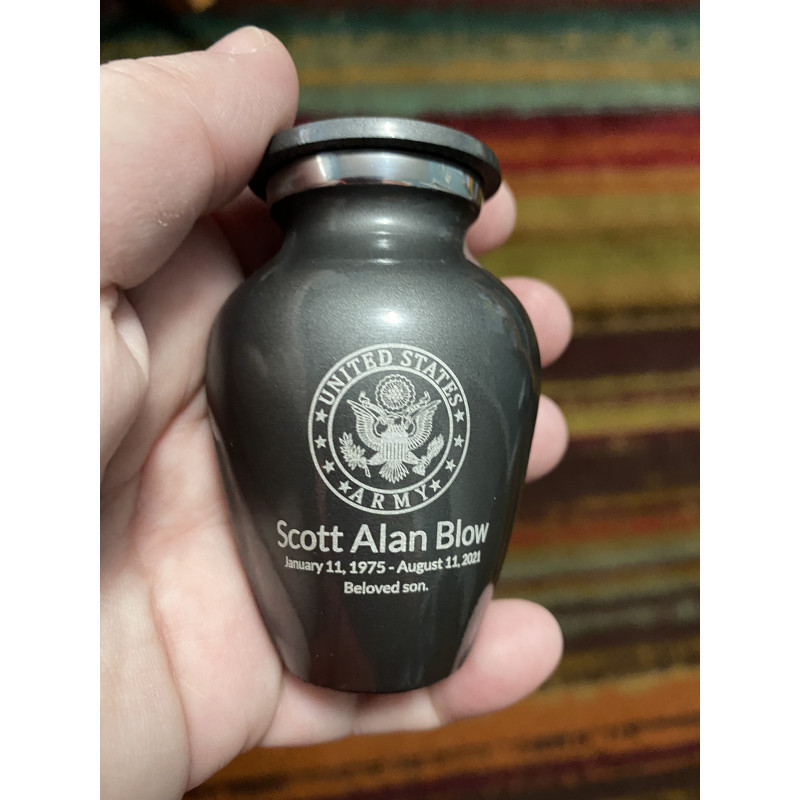 UNITED STATES
ARMY
Scott Alan Blow
January 11, 1975 - August 11, 2021
Beloved son.